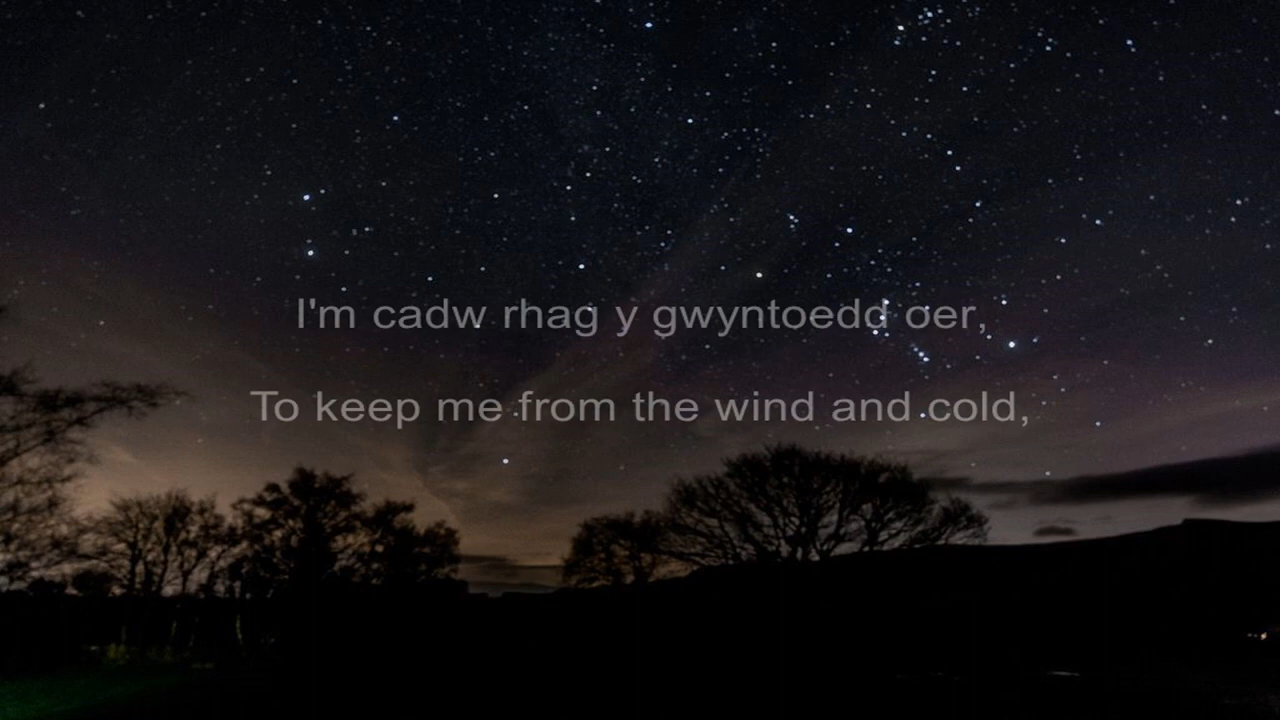 I'm cadw rhag y gwyntoedd oer,
To keep me from the wind and cold,